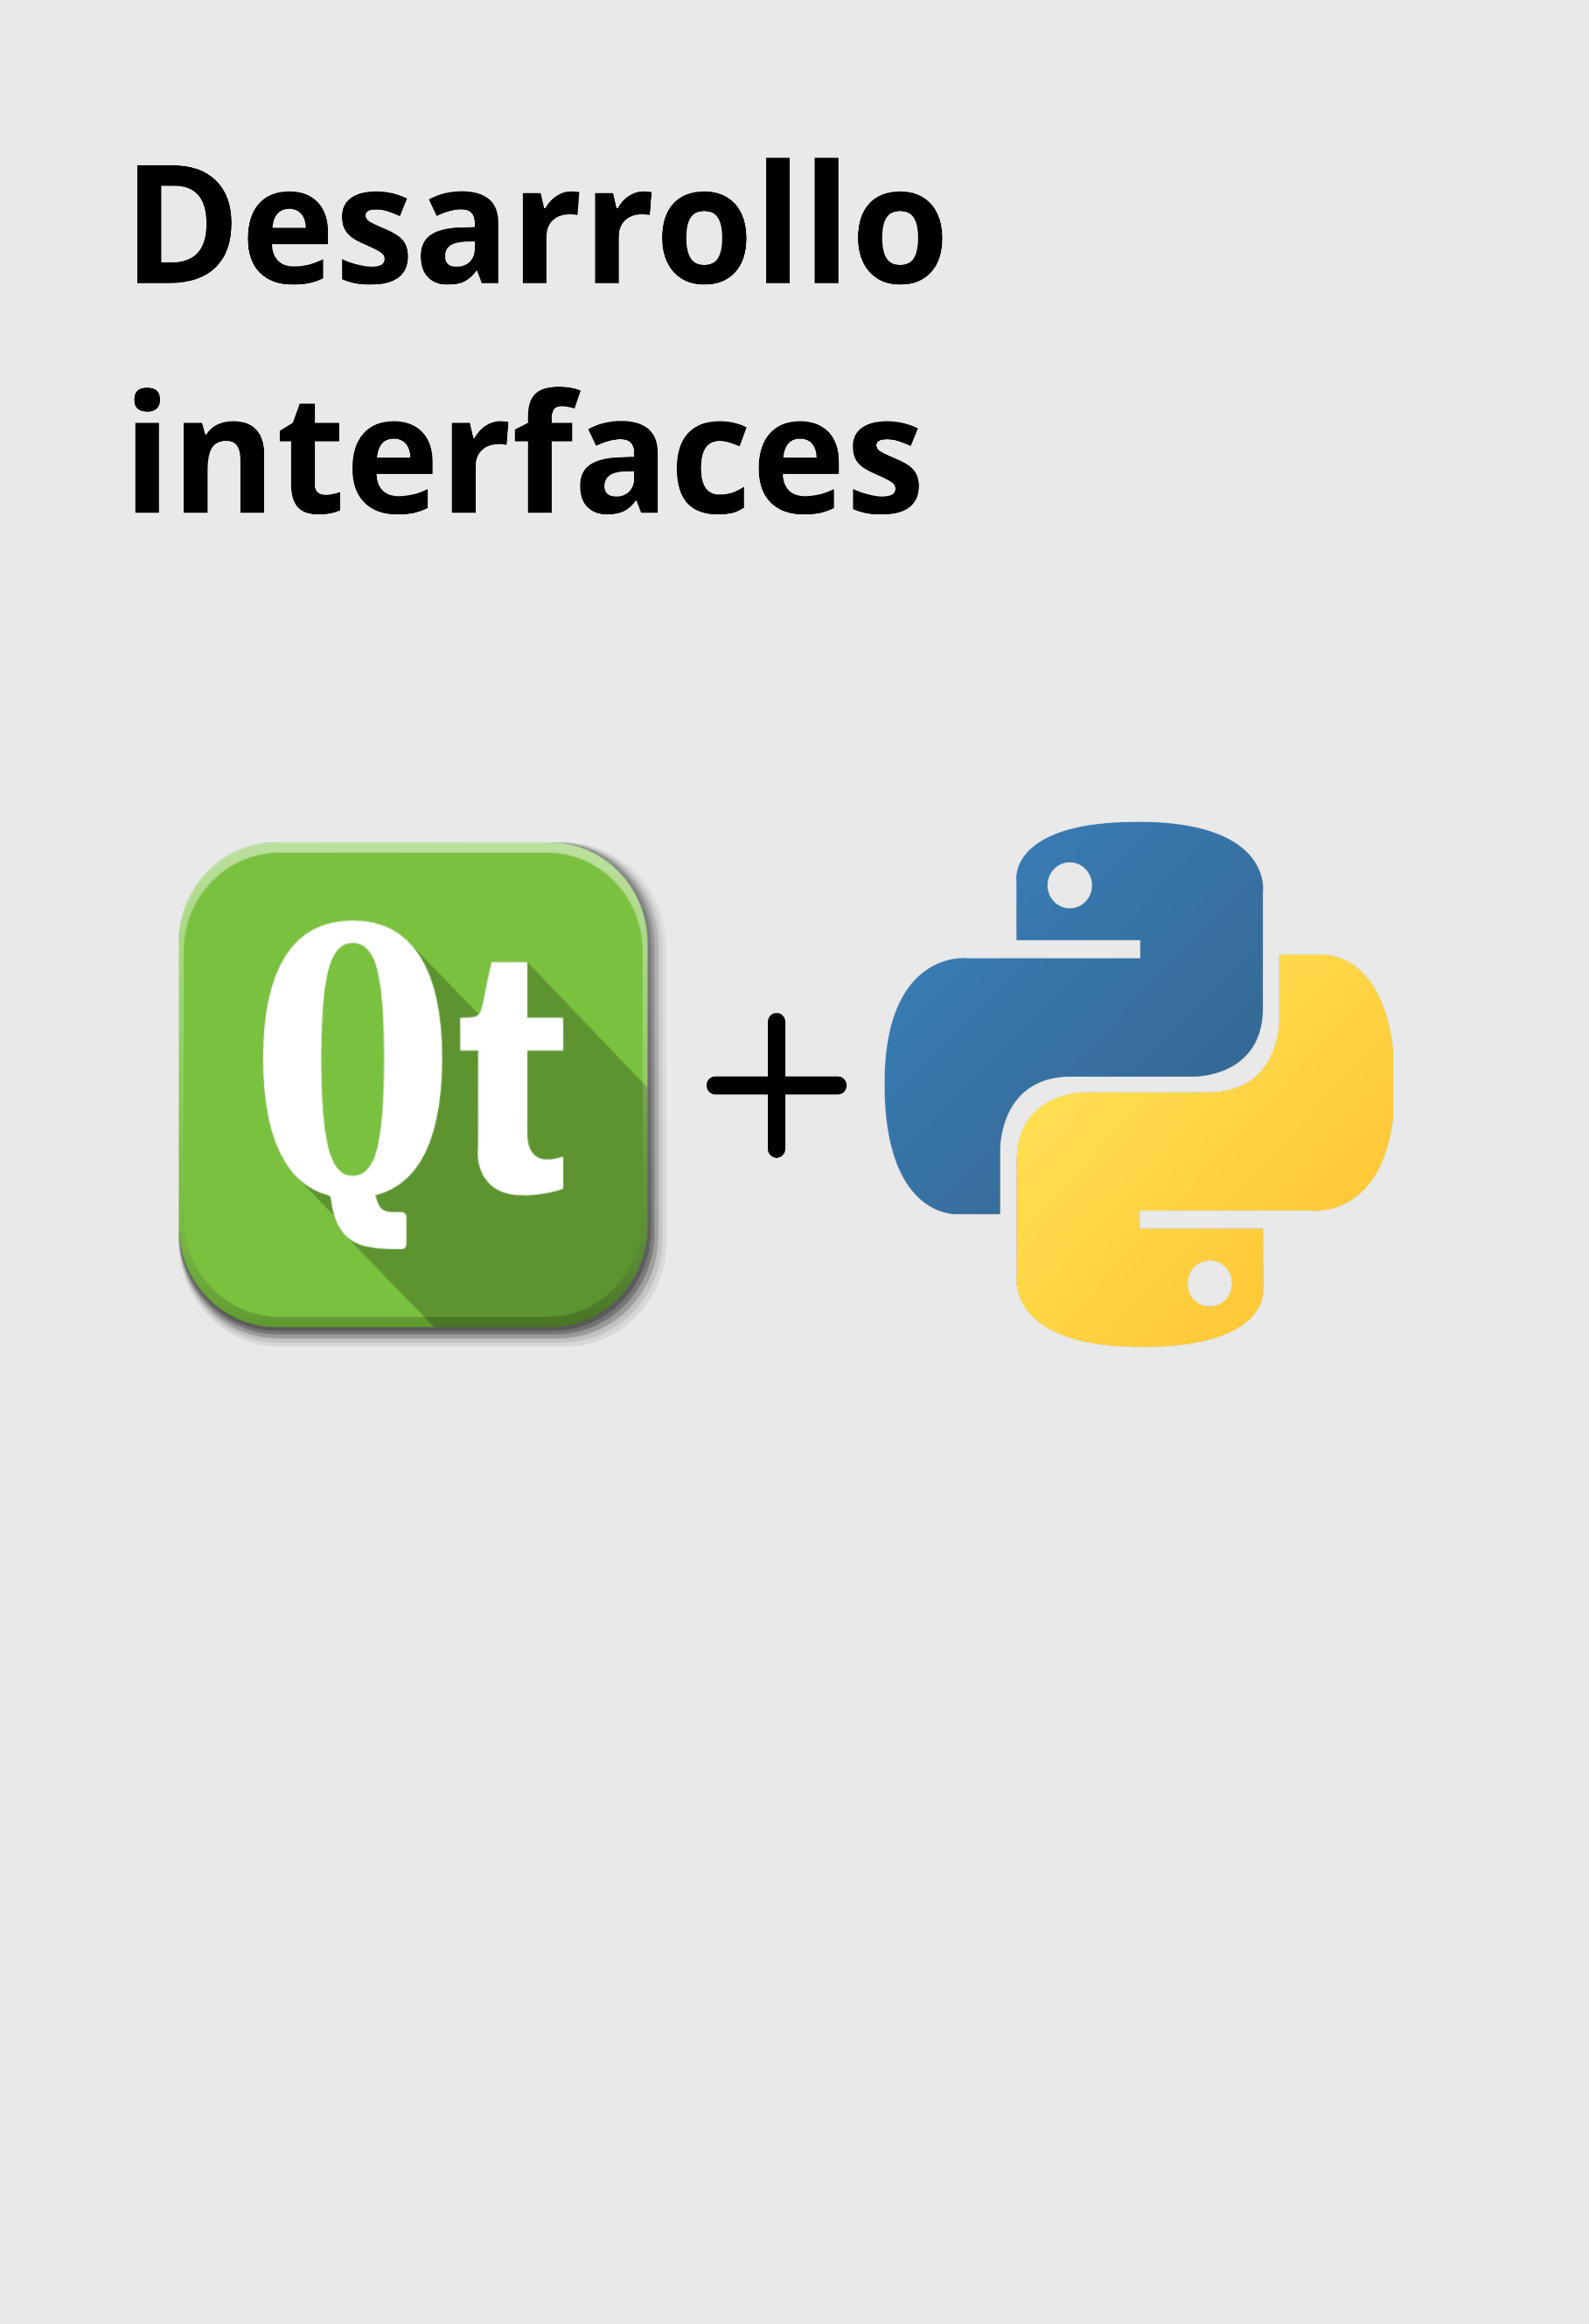 Desarrollo
interfaces
Qt
+